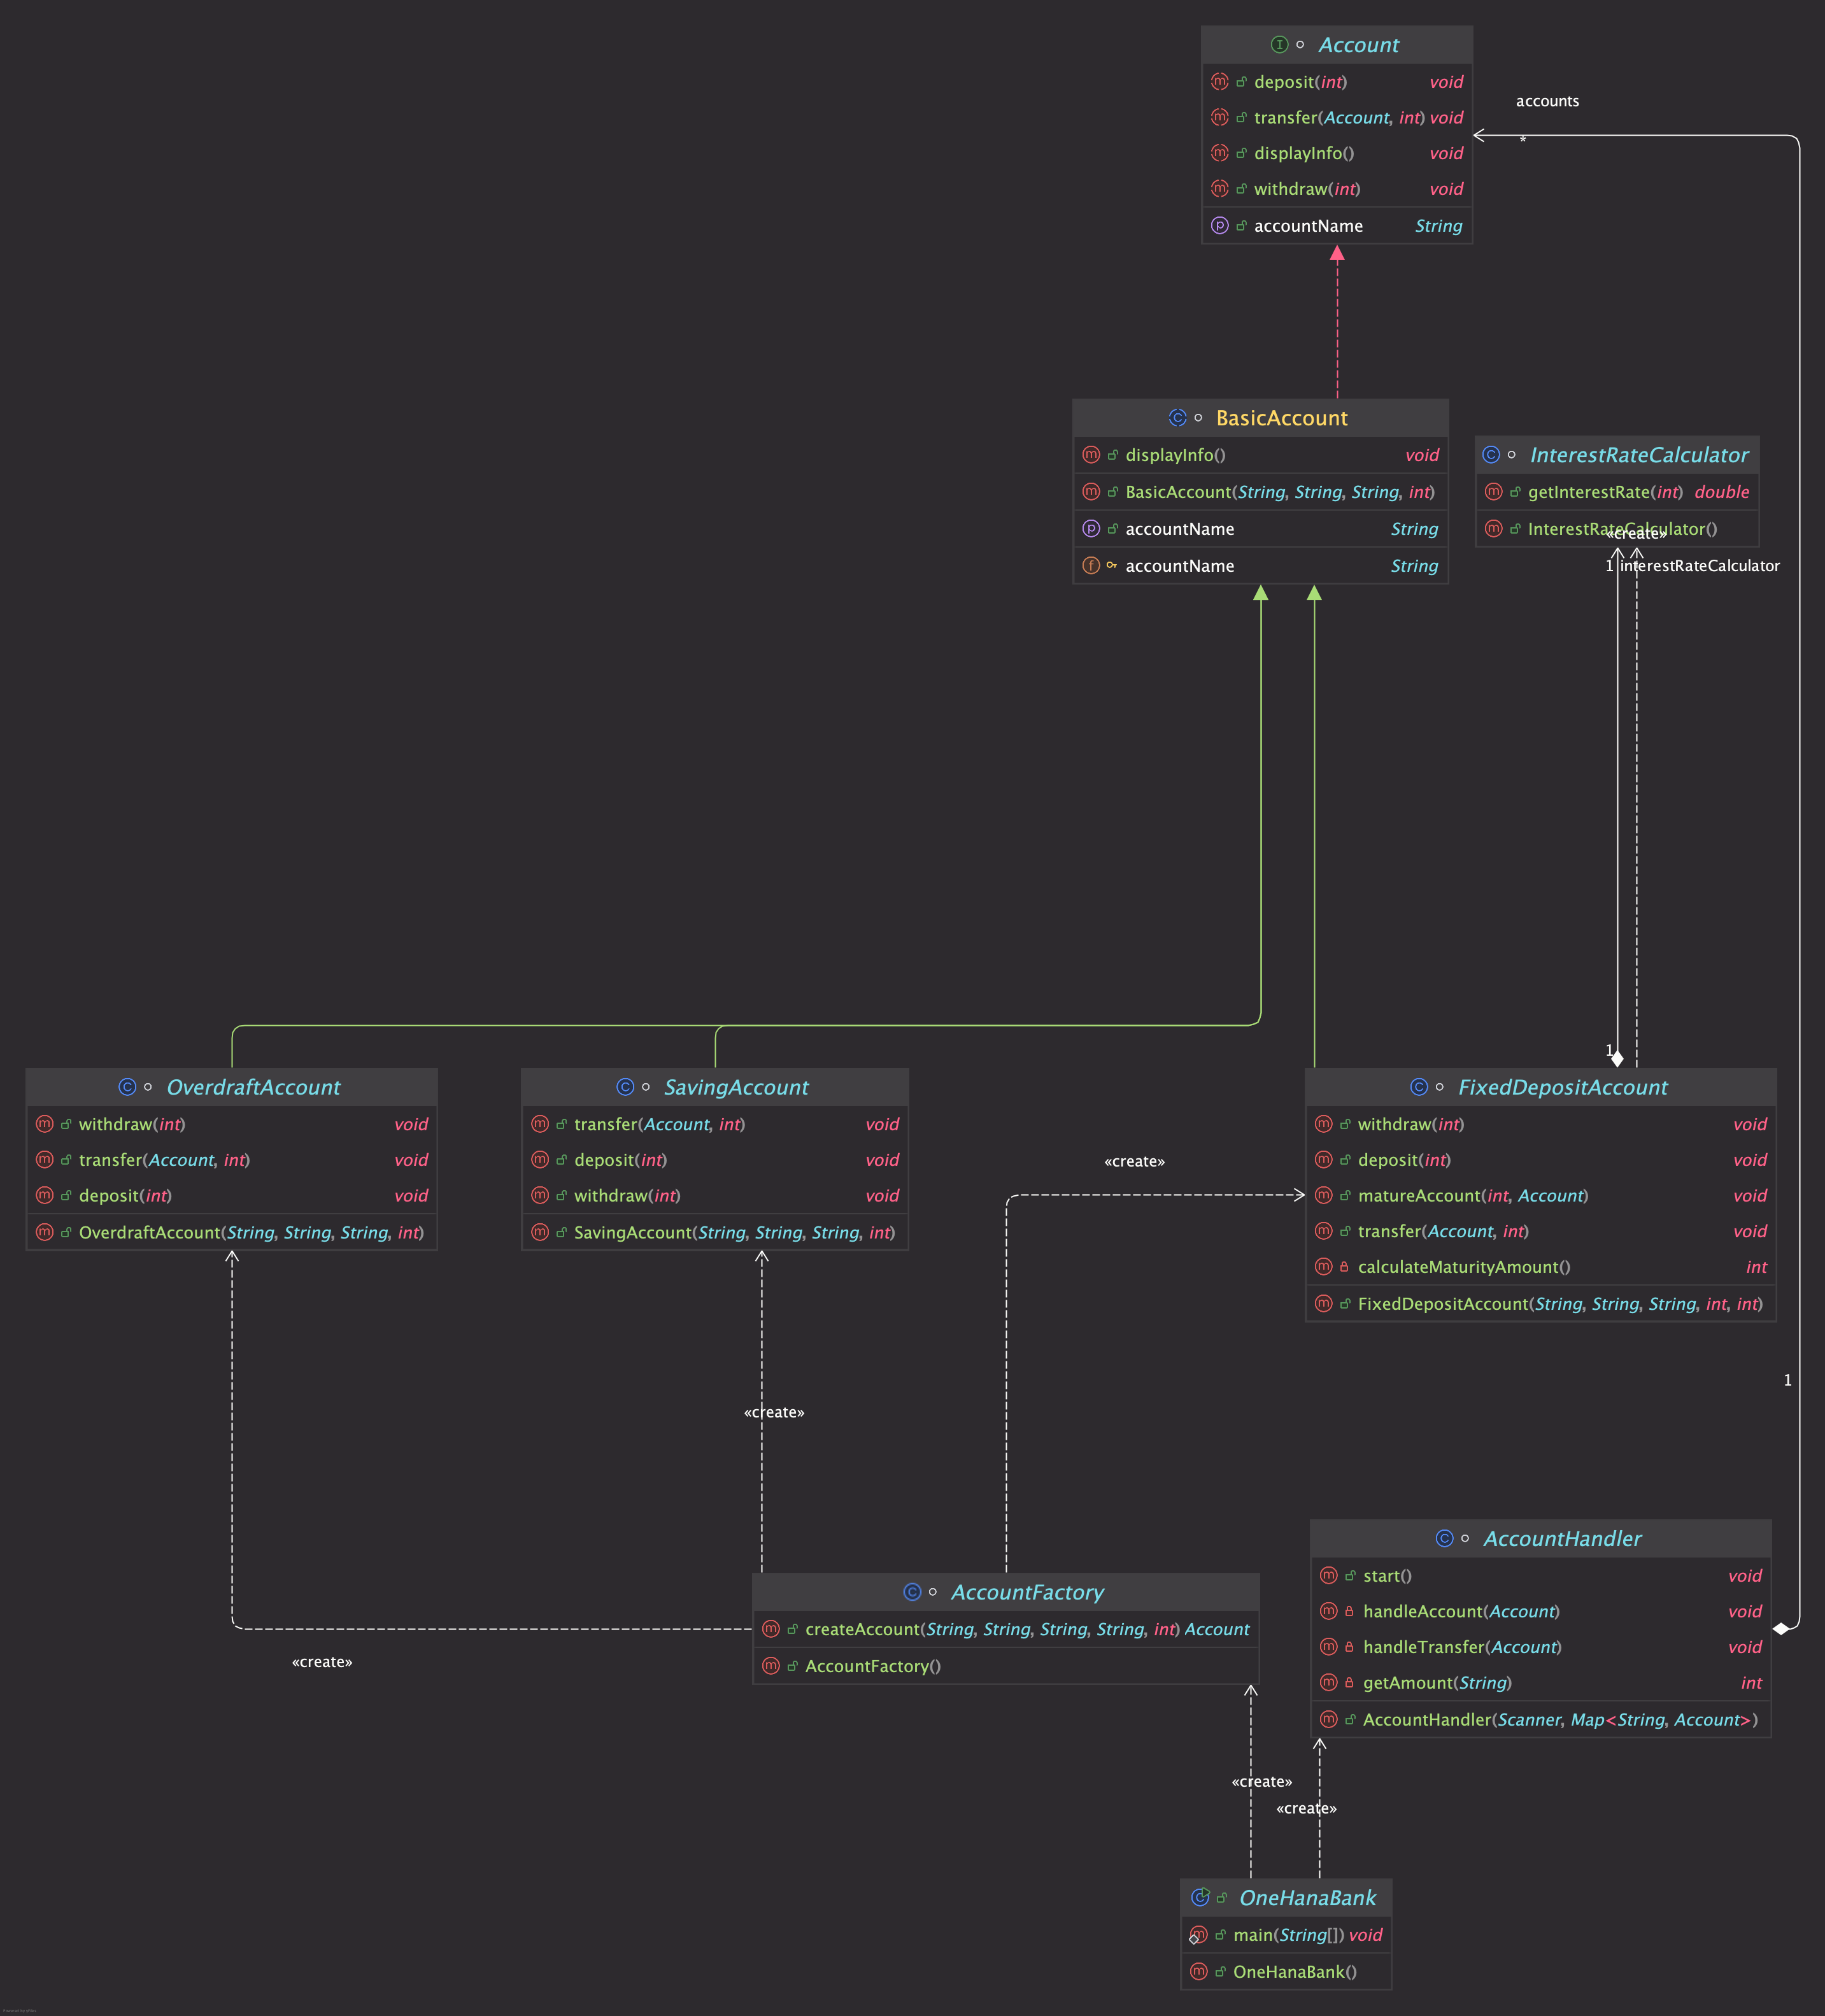 Account
deposit(int) void
transfer(Account, int) void
displayInfo() void
withdraw(int) void
accountName String
accounts
*
BasicAccount
displayInfo() void
BasicAccount(String, String, String, int)
accountName String
accountName String
InterestRateCalculator
getInterestRate(int) double
InterestRateCalculator()
«create»
1 interestRateCalculator
1
OverdraftAccount
withdraw(int) void
transfer(Account, int) void
deposit(int) void
OverdraftAccount(String, String, String, int)
SavingAccount
transfer(Account, int) void
deposit(int) void
withdraw(int) void
SavingAccount(String, String, String, int)
«create»
FixedDepositAccount
withdraw(int) void
deposit(int) void
matureAccount(int, Account) void
transfer(Account, int) void
calculateMaturityAmount() int
FixedDepositAccount(String, String, String, int, int)
1
«create»
«create»
AccountFactory
createAccount(String, String, String, String, int) Account
AccountFactory()
AccountHandler
start() void
handleAccount(Account) void
handleTransfer(Account) void
getAmount(String) int
AccountHandler(Scanner, Map<String, Account>)
«create»
«create»
OneHanaBank
main(String[]) void
OneHanaBank()
Powered by yFiles